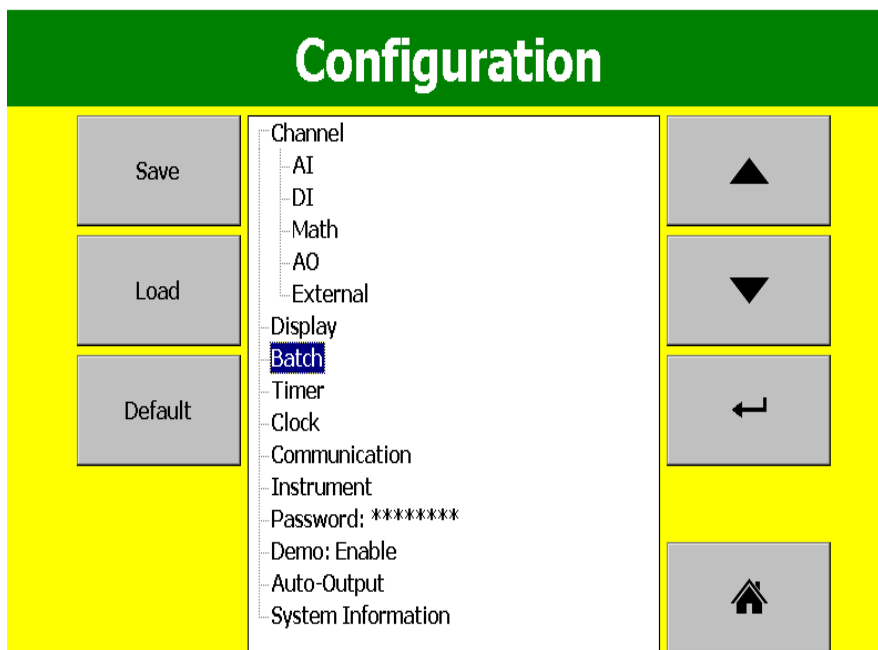 Configuration
Save
Load
Default
Channel
AI
DI
Math
AO
External
Display
Batch
Timer
Clock
Communication
Instrument
Password: ********
Demo: Enable
Auto-Output
System Information